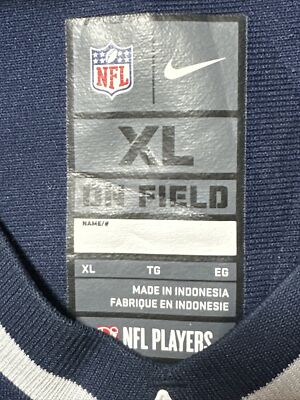 NFL
XL
ON FIELD
NAME/#
XL TG EG
MADE IN INDONESIA
FABRIQUE EN INDONESIE
NFL PLAYERS